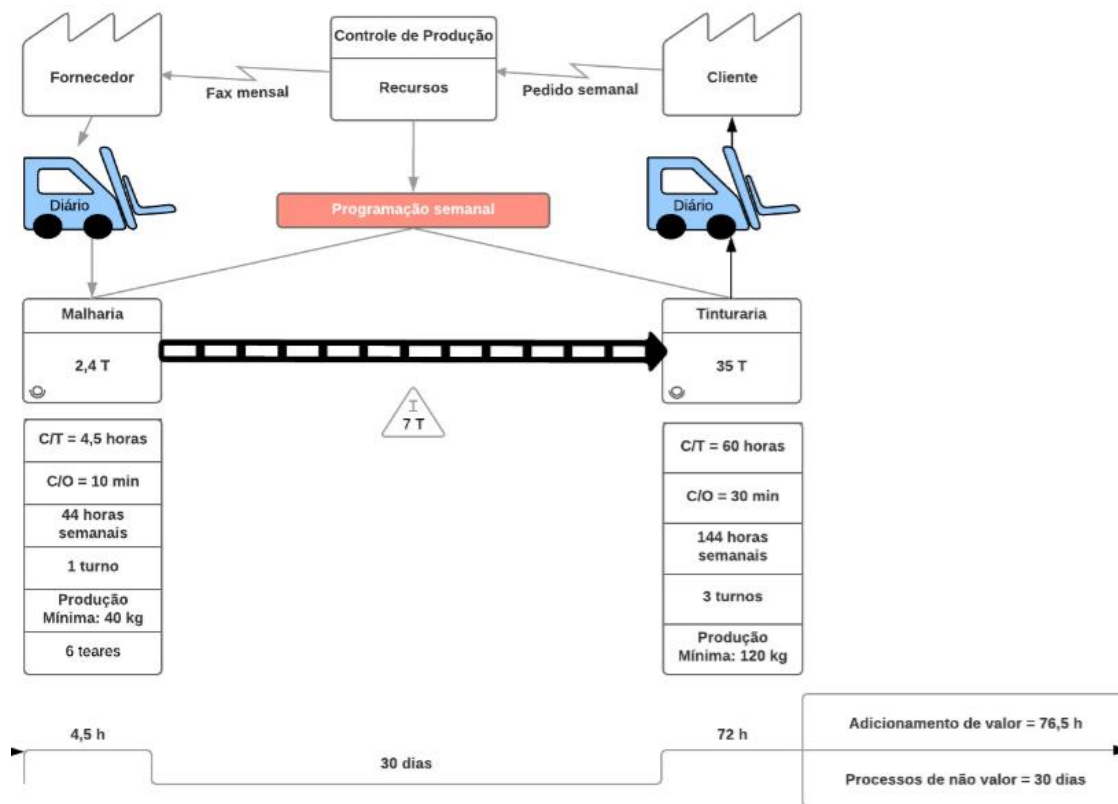 Controle de Produção
Fornecedor
Recursos
Cliente
Fax mensal
Pedido semanal
Diário
Diário
Programação semanal
Malharia
Tinturaria
2,4 T
35 T
I
7 T
C/T = 4,5 horas
C/O = 10 min
44 horas
semanais
1 turno
Produção
Mínima: 40 kg
6 teares
C/T = 60 horas
C/O = 30 min
144 horas
semanais
3 turnos
Produção
Mínima: 120 kg
4,5 h
30 dias
72 h
Adicionamento de valor = 76,5 h
Processos de não valor = 30 dias